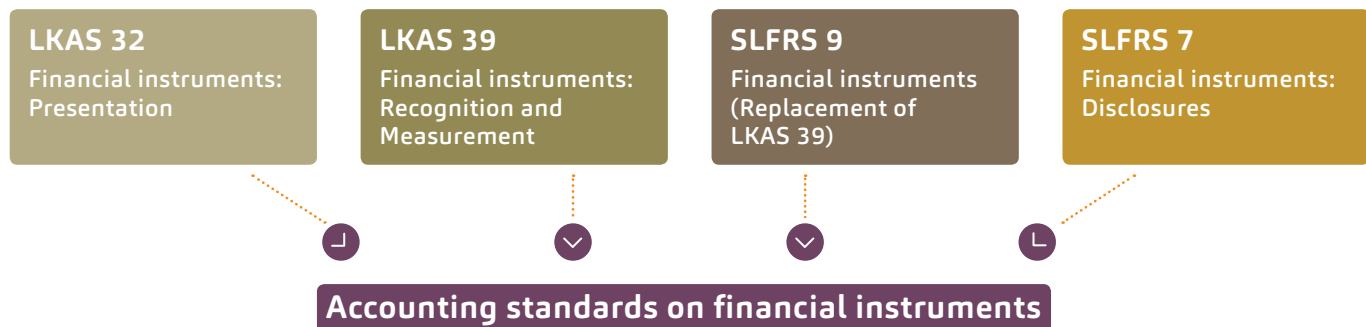 LKAS 32
Financial instruments:
Presentation
LKAS 39
Financial instruments:
Recognition and
Measurement
SLFRS 9
Financial instruments
(Replacement of
LKAS 39)
SLFRS 7
Financial instruments:
Disclosures
Accounting standards on financial instruments